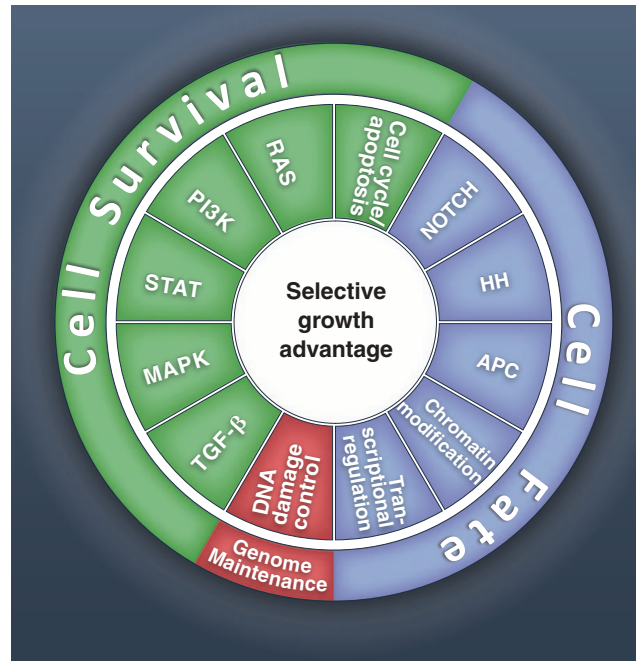 Cell Survival
Cell Fate
Genome
Maintenance
Cell cycle/
apoptosis
NOTCH
HH
APC
Chromatin
modification
Tran-
scriptional
regulation
DNA
damage
control
TGF-β
MAPK
STAT
PI3K
RAS
Selective
growth
advantage